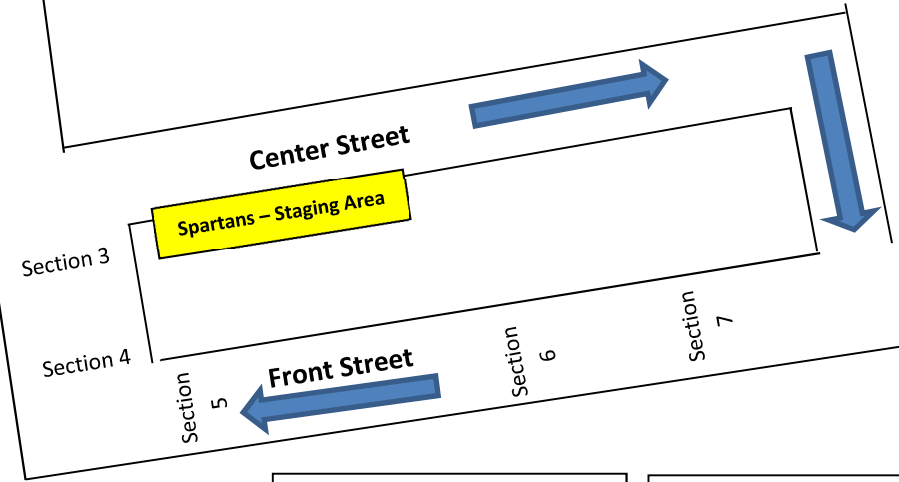 Center Street
Spartans – Staging Area
Section 3
Section 4
Front Street
Section
5
Section
6
Section
7